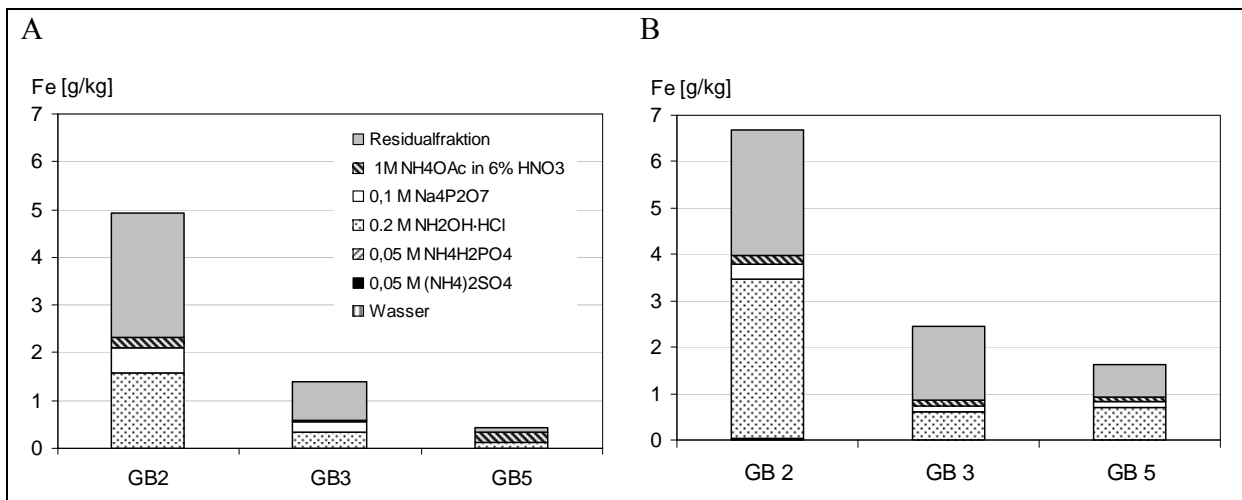 A
Fe [g/kg]
7
6
5
4
3
2
1
0
Residualfraktion
1M NH4OAc in 6% HNO3
0,1 M Na4P2O7
0.2 M NH2OH·HCl
0,05 M NH4H2PO4
0,05 M (NH4)2SO4
Wasser
GB2 GB3 GB5
B
Fe [g/kg]
7
6
5
4
3
2
1
0
GB 2 GB 3 GB 5